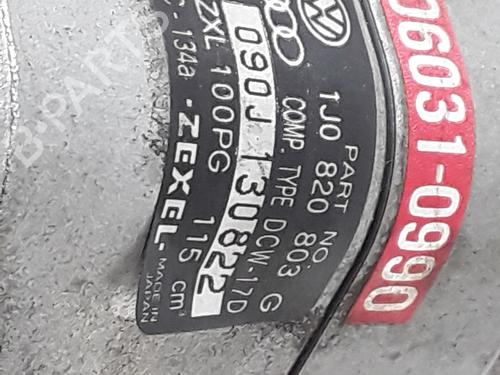 PART NO.
1J0 820 803 G
COMP. TYPE DCW-17D
090J 130822
ZXL 100PG 115 cm³
134a -ZEXEL- MADE IN JAPAN
06031-0990
B-PARTS